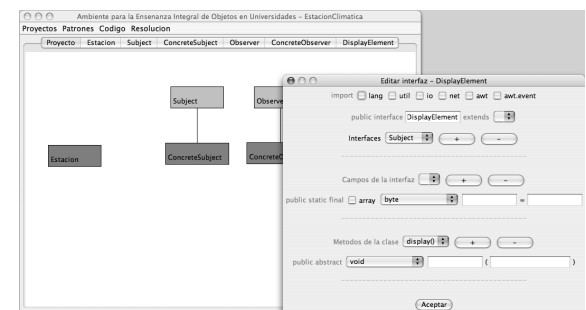 Ambiente para la Ensenanza Integral de Objetos en Universidades – EstacionClimatica
Proyectos Patrones Codigo Resolucion
Proyecto Estacion Subject ConcreteSubject Observer ConcreteObserver DisplayElement
Subject
Observe
Estacion
ConcreteSubject
ConcreteO
Editar interfaz – DisplayElement
import lang util io net awt awt.event
public interface DisplayElement extends
Interfaces Subject + -
Campos de la interfaz + -
public static final array byte =
Metodos de la clase display() + -
public abstract void ( )
Aceptar